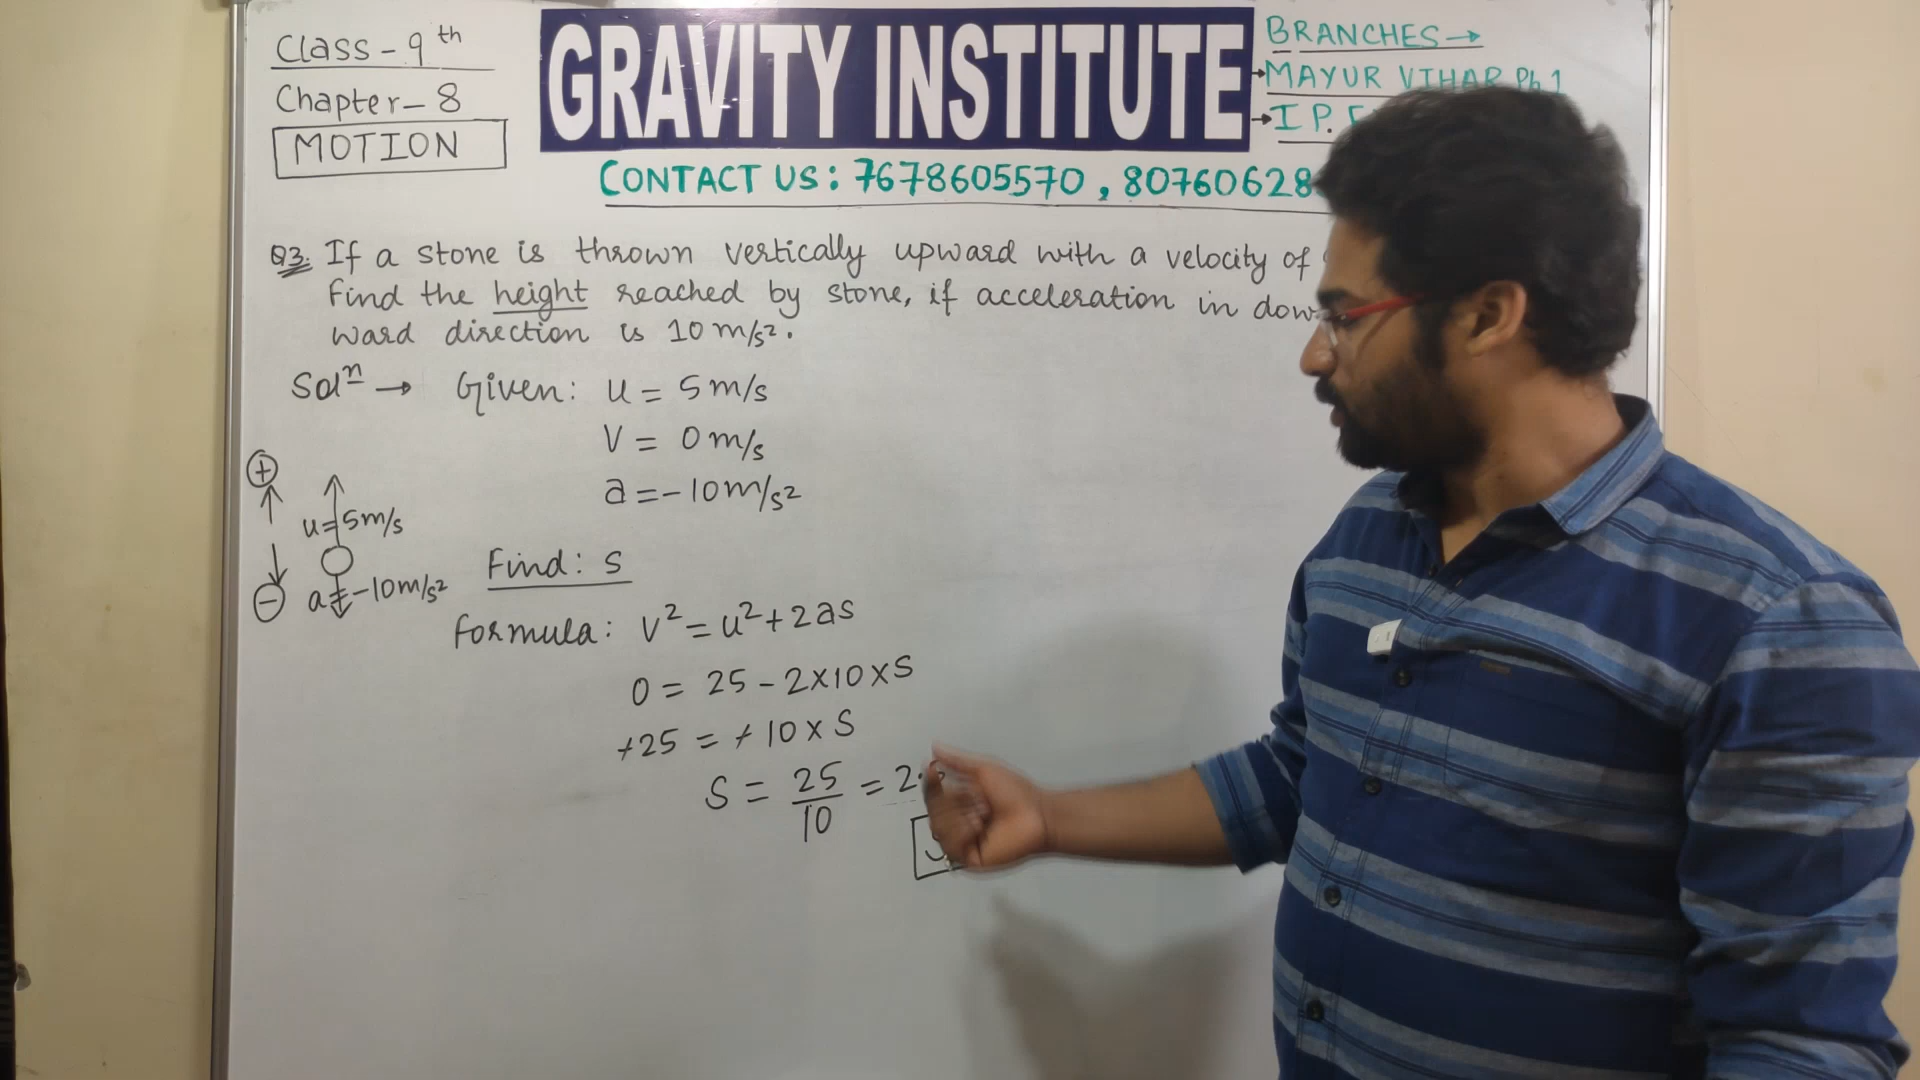 Class - 9th
Chapter - 8
MOTION
GRAVITY INSTITUTE
BRANCHES →
→ MAYUR VIHAR Ph 1
→ I P.
CONTACT US : 7678605570 , 80760628
Q3. If a stone is thrown vertically upward with a velocity of
Find the height reached by stone, if acceleration in down-
ward direction is 10 m/s².
Solⁿ → Given: u = 5 m/s
V = 0 m/s
a = -10 m/s²
+
u = 5 m/s
-
a = -10 m/s²
Find: s
Formula: v² = u² + 2as
0 = 25 - 2×10×S
+25 = +10 × S
S = 25/10 = 2.